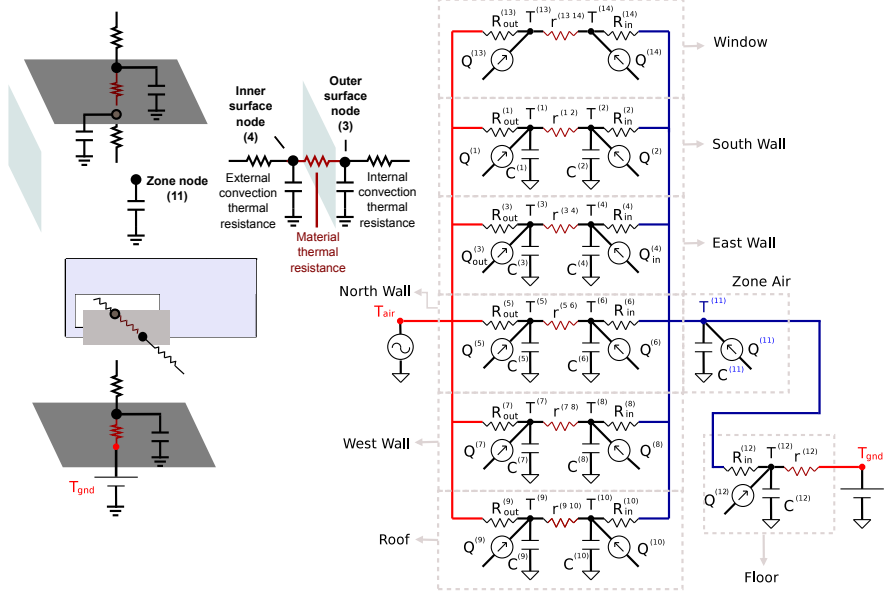 Inner
surface
node
(4)
Outer
surface
node
(3)
Zone node
(11)
External
convection
thermal
resistance
Internal
convection
thermal
resistance
Material
thermal
resistance
T_gnd
R_out^(13) T^(13) r^(13 14) T^(14) R_in^(14)
Q^(13) Q^(14)
Window
R_out^(1) T^(1) r^(1 2) T^(2) R_in^(2)
Q^(1) C^(1) C^(2) Q^(2)
South Wall
R_out^(3) T^(3) r^(3 4) T^(4) R_in^(4)
Q_out^(3) C^(3) C^(4) Q_in^(4)
East Wall
Zone Air
North Wall
T_air
R_out^(5) T^(5) r^(5 6) T^(6) R_in^(6)
Q^(5) C^(5) C^(6) Q^(6)
T^(11)
Q^(11)
C^(11)
R_out^(7) T^(7) r^(7 8) T^(8) R_in^(8)
Q^(7) C^(7) C^(8) Q^(8)
West Wall
R_in^(12) T^(12) r^(12) T_gnd
Q^(12) C^(12)
Floor
R_out^(9) T^(9) r^(9 10) T^(10) R_in^(10)
Q^(9) C^(9) C^(10) Q^(10)
Roof